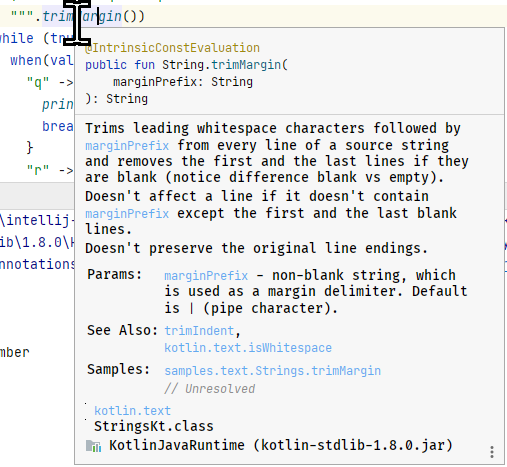 """.trimMargin())
while (tru
when(val
"q" ->
prin
brea
}
"r" ->
\intellij-
ib\1.8.0\
nnotations
mber
@IntrinsicConstEvaluation
public fun String.trimMargin(
marginPrefix: String
): String
Trims leading whitespace characters followed by
marginPrefix from every line of a source string
and removes the first and the last lines if they
are blank (notice difference blank vs empty).
Doesn't affect a line if it doesn't contain
marginPrefix except the first and the last blank
lines.
Doesn't preserve the original line endings.
Params: marginPrefix - non-blank string, which
is used as a margin delimiter. Default
is | (pipe character).
See Also: trimIndent,
kotlin.text.isWhitespace
Samples: samples.text.Strings.trimMargin
// Unresolved
kotlin.text
StringsKt.class
KotlinJavaRuntime (kotlin-stdlib-1.8.0.jar)